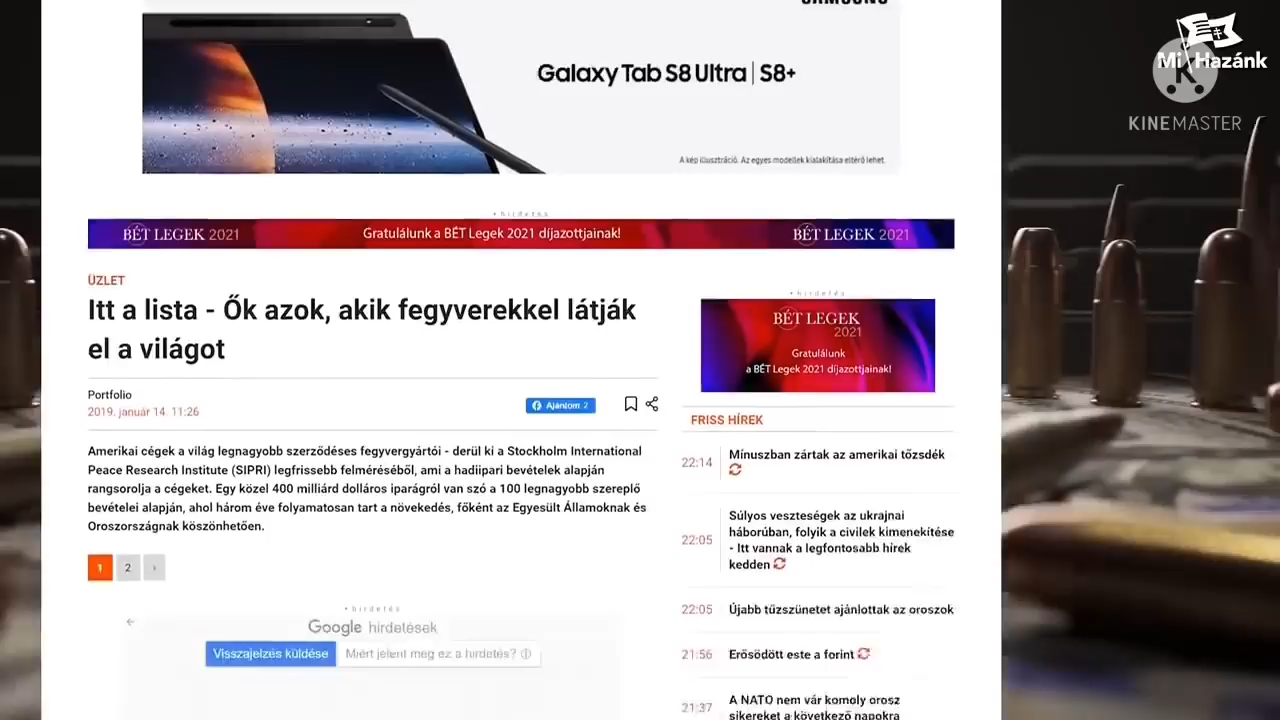 SAMSUNG
Galaxy Tab S8 Ultra | S8+
A kép illusztráció. Az egyes modellek kialakítása eltérő lehet.
Mi Hazánk
K
KINEMASTER
• hirdetés
BÉT LEGEK 2021
Gratulálunk a BÉT Legek 2021 díjazottjainak!
BÉT LEGEK 2021
ÜZLET
Itt a lista - Ők azok, akik fegyverekkel látják
el a világot
Portfolio
2019. január 14. 11:26
Ajánlom 2
Amerikai cégek a világ legnagyobb szerződéses fegyvergyártói - derül ki a Stockholm International
Peace Research Institute (SIPRI) legfrissebb felméréséből, ami a hadiipari bevételek alapján
rangsorolja a cégeket. Egy közel 400 milliárd dolláros iparágról van szó a 100 legnagyobb szereplő
bevételei alapján, ahol három éve folyamatosan tart a növekedés, főként az Egyesült Államoknak és
Oroszországnak köszönhetően.
1
2
›
• hirdetés
Google hirdetések
Visszajelzés küldése
Miért jelent meg ez a hirdetés?
• hirdetés
BÉT LEGEK
2021
Gratulálunk
a BÉT Legek 2021 díjazottjainak!
FRISS HÍREK
22:14
Mínuszban zártak az amerikai tőzsdék
22:05
Súlyos veszteségek az ukrajnai
háborúban, folyik a civilek kimenekítése
- Itt vannak a legfontosabb hírek
kedden
22:05
Újabb tűzszünetet ajánlottak az oroszok
21:56
Erősödött este a forint
21:37
A NATO nem vár komoly orosz
sikereket a következő napokra